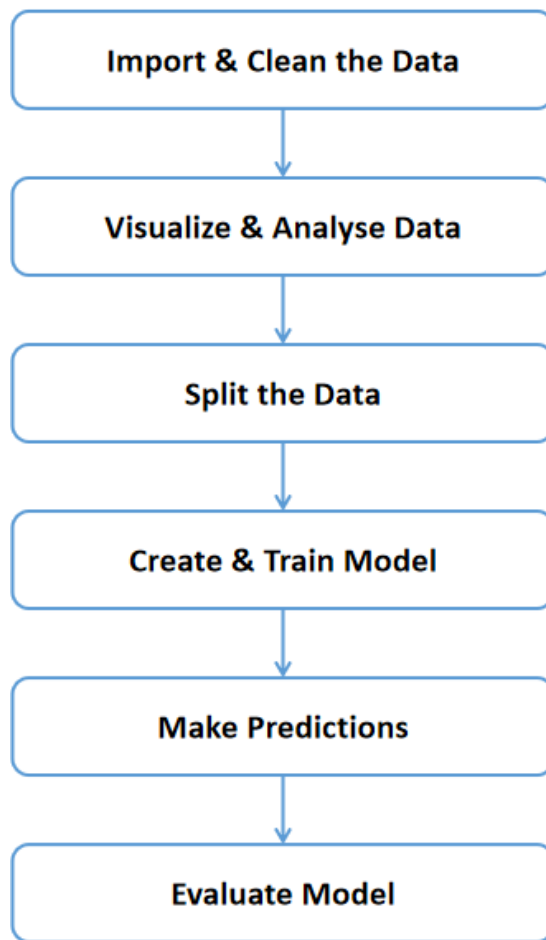 Import & Clean the Data
Visualize & Analyse Data
Split the Data
Create & Train Model
Make Predictions
Evaluate Model